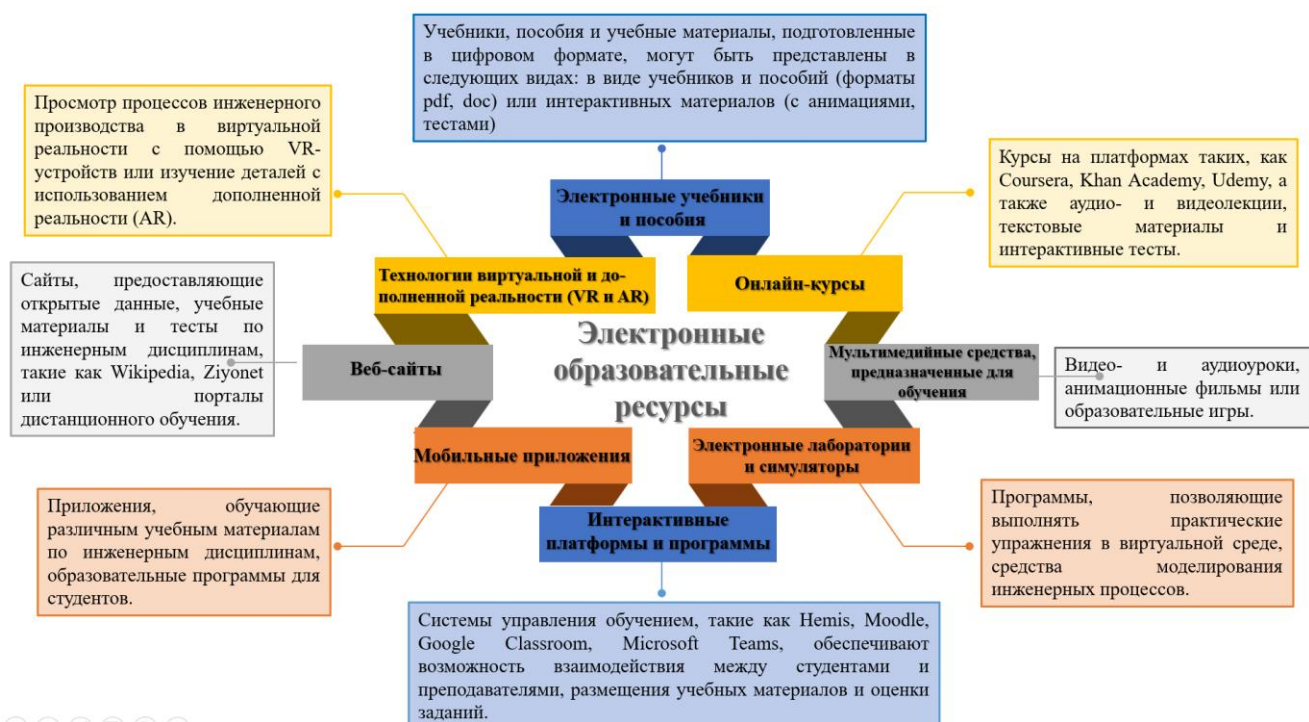 Учебники, пособия и учебные материалы, подготовленные
в цифровом формате, могут быть представлены в
следующих видах: в виде учебников и пособий (форматы
pdf, doc) или интерактивных материалов (с анимациями,
тестами)
Просмотр процессов инженерного
производства в виртуальной
реальности с помощью VR-
устройств или изучение деталей с
использованием дополненной
реальности (AR).
Курсы на платформах таких, как
Coursera, Khan Academy, Udemy, а
также аудио- и видеолекции,
текстовые материалы и
интерактивные тесты.
Электронные учебники
и пособия
Технологии виртуальной и до-
полненной реальности (VR и AR)
Онлайн-курсы
Сайты, предоставляющие
открытые данные, учебные
материалы и тесты по
инженерным дисциплинам,
такие как Wikipedia, Ziyonet
или порталы
дистанционного обучения.
Веб-сайты
Электронные
образовательные
ресурсы
Мультимедийные средства,
предназначенные для
обучения
Видео- и аудиоуроки,
анимационные фильмы или
образовательные игры.
Мобильные приложения
Электронные лаборатории
и симуляторы
Приложения, обучающие
различным учебным материалам
по инженерным дисциплинам,
образовательные программы для
студентов.
Интерактивные
платформы и программы
Программы, позволяющие
выполнять практические
упражнения в виртуальной среде,
средства моделирования
инженерных процессов.
Системы управления обучением, такие как Hemis, Moodle,
Google Classroom, Microsoft Teams, обеспечивают
возможность взаимодействия между студентами и
преподавателями, размещения учебных материалов и оценки
заданий.